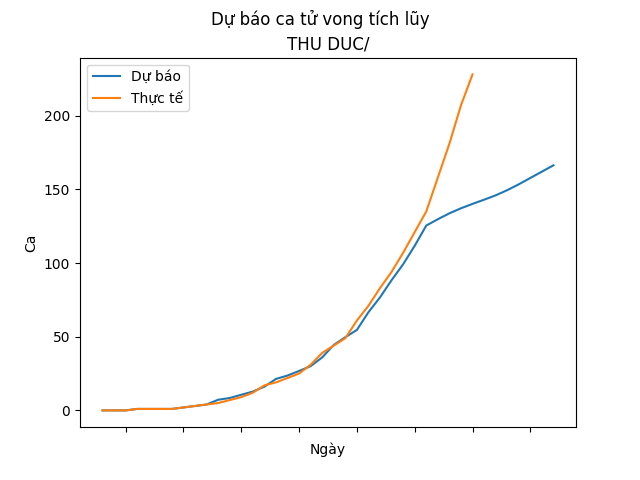 Dự báo ca tử vong tích lũy
THU DUC/
Dự báo
Thực tế
200
150
100
50
0
Ca
Ngày